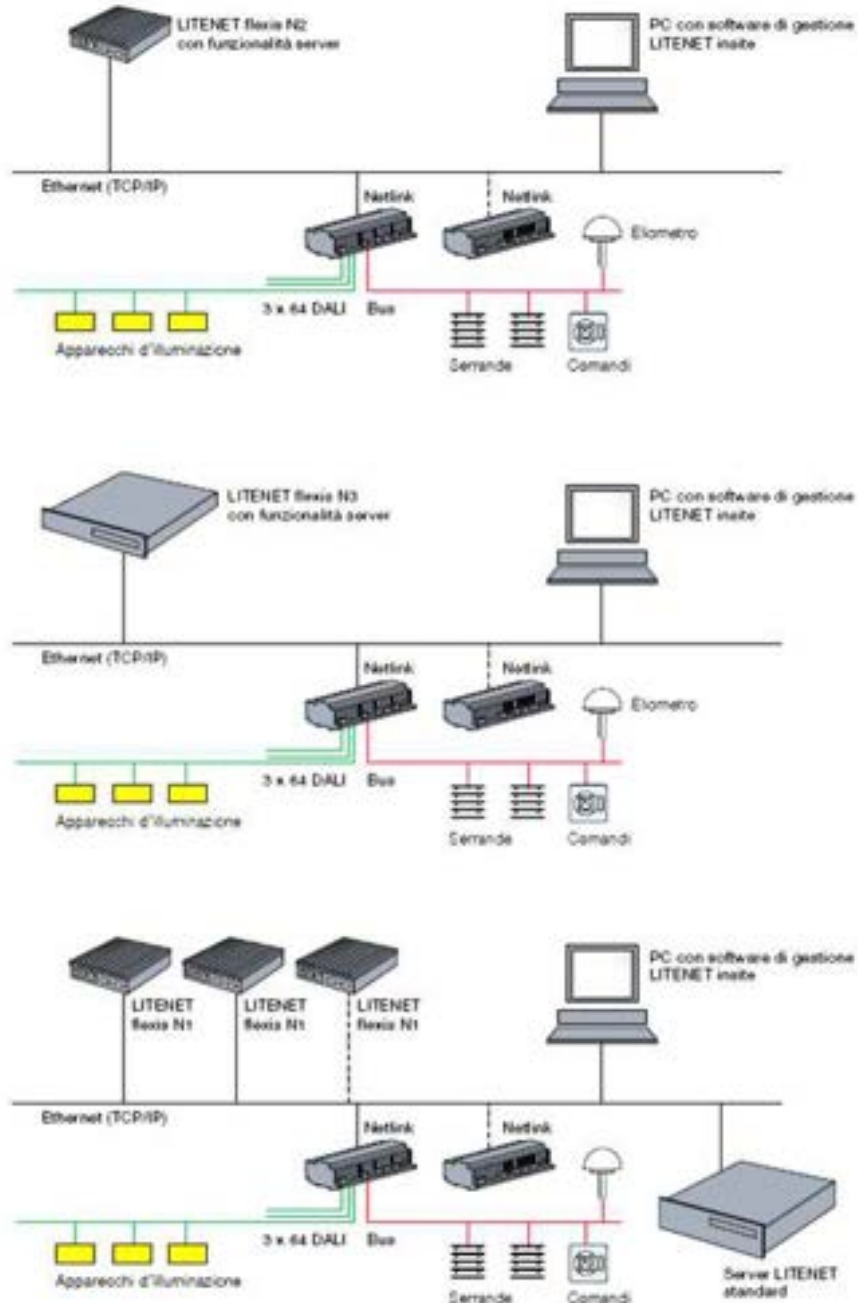 LITENET flexis N2
con funzionalità server
PC con software di gestione
LITENET insite
Ethernet (TCP/IP)
Netlink
Netlink
Eliometro
3 x 64 DALI
Bus
Apparecchi d'illuminazione
Serrande
Comandi
LITENET flexis N3
con funzionalità server
PC con software di gestione
LITENET insite
Ethernet (TCP/IP)
Netlink
Netlink
Eliometro
3 x 64 DALI
Bus
Apparecchi d'illuminazione
Serrande
Comandi
LITENET
flexis N1
LITENET
flexis N1
LITENET
flexis N1
PC con software di gestione
LITENET insite
Ethernet (TCP/IP)
Netlink
Netlink
3 x 64 DALI
Bus
Apparecchi d'illuminazione
Serrande
Comandi
Server LITENET
standard